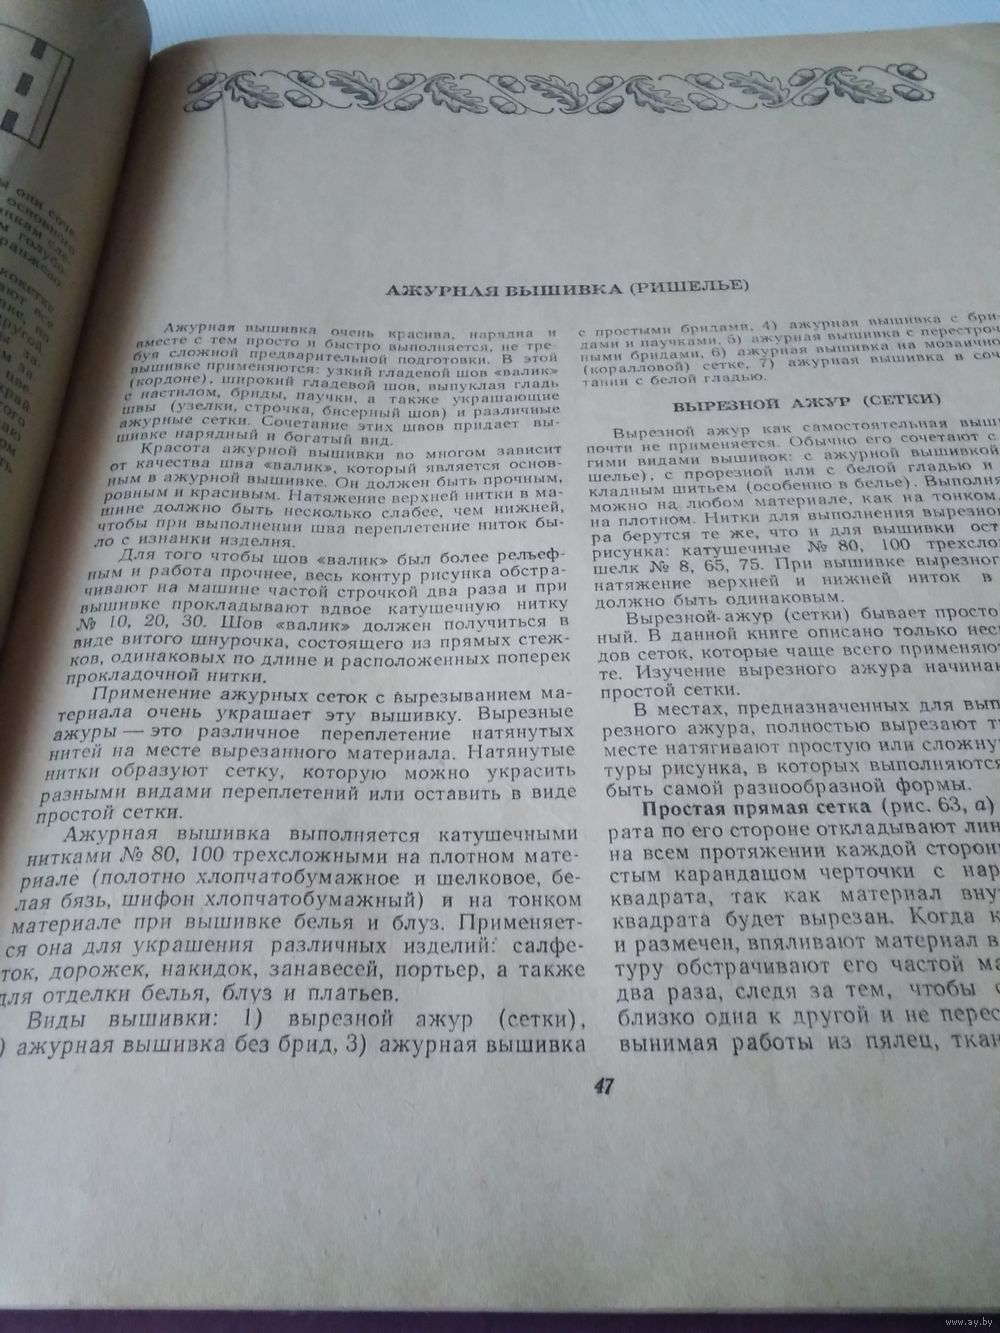 АЖУРНАЯ ВЫШИВКА (РИШЕЛЬЕ)
Ажурная вышивка очень красива, нарядна и
вместе с тем просто и быстро выполняется, не тре-
буя сложной предварительной подготовки. В этой
вышивке применяются: узкий гладевой шов «валик»
(кордоне), широкий гладевой шов, выпуклая гладь
с настилом, бриды, паучки, а также украшающие
швы (узелки, строчка, бисерный шов) и различные
ажурные сетки. Сочетание этих швов придает вы-
шивке нарядный и богатый вид.
Красота ажурной вышивки во многом зависит
от качества шва «валик», который является основ-
ным в ажурной вышивке. Он должен быть прочным,
ровным и красивым. Натяжение верхней нитки в ма-
шине должно быть несколько слабее, чем нижней,
чтобы при выполнении шва переплетение ниток бы-
ло с изнанки изделия.
Для того чтобы шов «валик» был более рельеф-
ным и работа прочнее, весь контур рисунка обстра-
чивают на машине частой строчкой два раза и при
вышивке прокладывают вдвое катушечную нитку
№ 10, 20, 30. Шов «валик» должен получиться в
виде витого шнурочка, состоящего из прямых стеж-
ков, одинаковых по длине и расположенных поперек
прокладочной нитки.
Применение ажурных сеток с вырезыванием ма-
териала очень украшает эту вышивку. Вырезные
ажуры — это различное переплетение натянутых
нитей на месте вырезанного материала. Натянутые
нитки образуют сетку, которую можно украсить
разными видами переплетений или оставить в виде
простой сетки.
Ажурная вышивка выполняется катушечными
нитками № 80, 100 трехсложными на плотном мате-
риале (полотно хлопчатобумажное и шелковое, бе-
лая бязь, шифон хлопчатобумажный) и на тонком
материале при вышивке белья и блуз. Применяет-
ся она для украшения различных изделий: салфе-
ток, дорожек, накидок, занавесей, портьер, а также
для отделки белья, блуз и платьев.
Виды вышивки: 1) вырезной ажур (сетки),
) ажурная вышивка без брид, 3) ажурная вышивка
с простыми бридами, 4) ажурная вышивка с бри-
дами и паучками, 5) ажурная вышивка с перестроч
ными бридами, 6) ажурная вышивка на мозаично
(коралловой) сетке, 7) ажурная вышивка в соч
тании с белой гладью.
ВЫРЕЗНОЙ АЖУР (СЕТКИ)
Вырезной ажур как самостоятельная выши
почти не применяется. Обычно его сочетают с
гими видами вышивок: с ажурной вышивкой
шелье), с прорезной или с белой гладью и
кладным шитьем (особенно в белье). Выполня
можно на любом материале, как на тонком,
на плотном. Нитки для выполнения вырезног
ра берутся те же, что и для вышивки ост
рисунка: катушечные № 80, 100 трехсло
шелк № 8, 65, 75. При вышивке вырезног
натяжение верхней и нижней ниток в
должно быть одинаковым.
Вырезной ажур (сетки) бывает просто
ный. В данной книге описано только нес
дов сеток, которые чаще всего применяю
те. Изучение вырезного ажура начинаю
простой сетки.
В местах, предназначенных для вып
резного ажура, полностью вырезают т
месте натягивают простую или сложну
туры рисунка, в которых выполняются
быть самой разнообразной формы.
Простая прямая сетка (рис. 63, а)
рата по его стороне откладывают лин
на всем протяжении каждой сторон
стым карандашом черточки с нар
квадрата, так как материал вну
квадрата будет вырезан. Когда к
и размечен, впяливают материал в
туру обстрачивают его частой ма
два раза, следя за тем, чтобы с
близко одна к другой и не перес
вынимая работы из пялец, ткан
47
www.ay.by